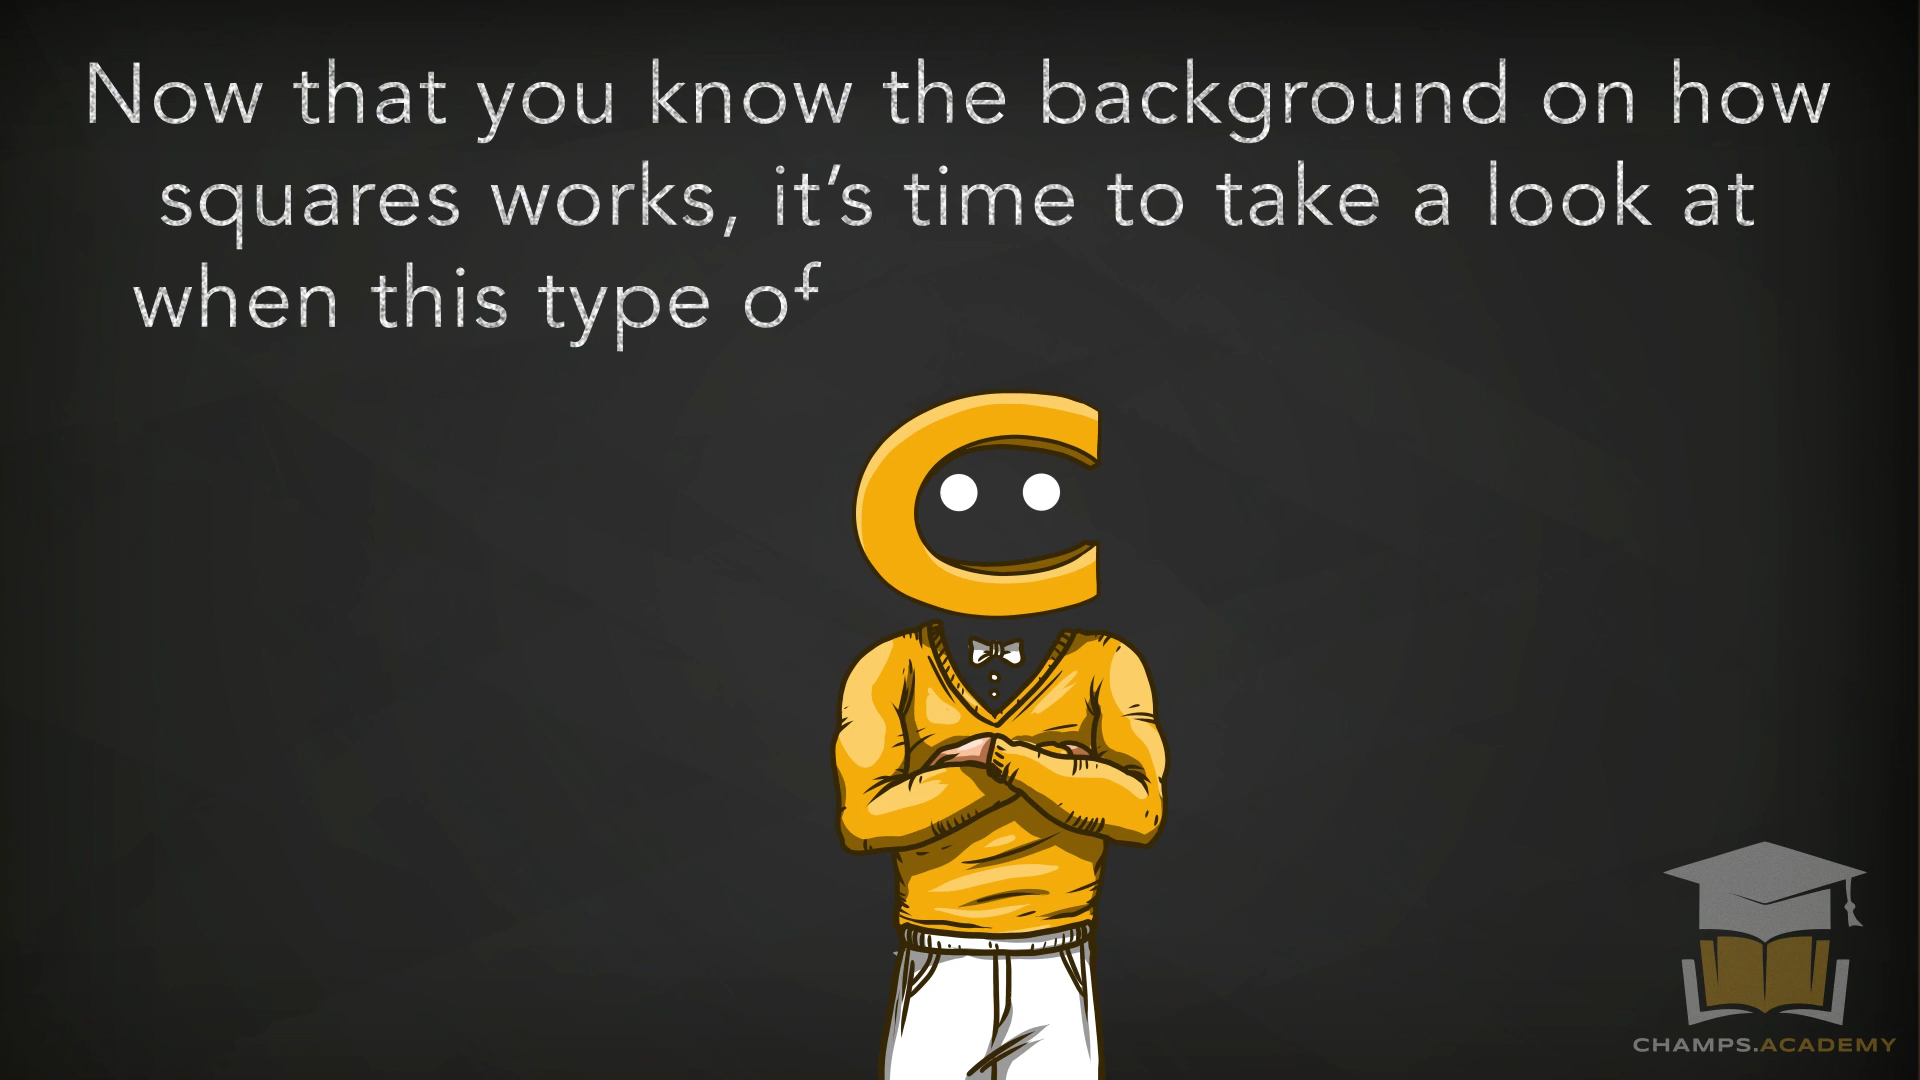 Now that you know the background on how
squares works, it’s time to take a look at
when this type of
CHAMPS.ACADEMY